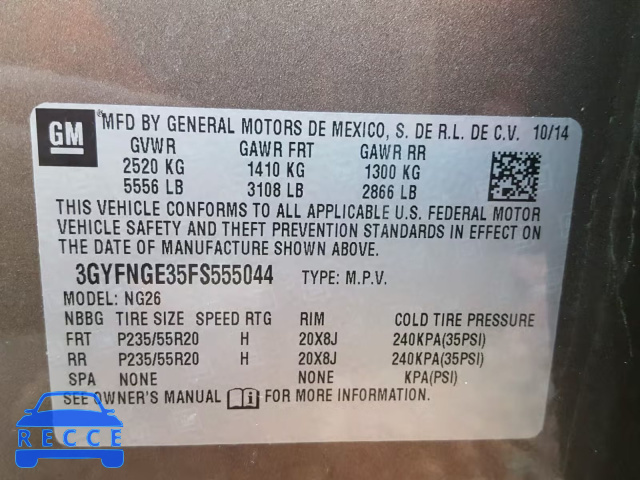 GM MFD BY GENERAL MOTORS DE MEXICO, S. DE R.L. DE C.V. 10/14
GVWR GAWR FRT GAWR RR
2520 KG 1410 KG 1300 KG
5556 LB 3108 LB 2866 LB
THIS VEHICLE CONFORMS TO ALL APPLICABLE U.S. FEDERAL MOTOR
VEHICLE SAFETY AND THEFT PREVENTION STANDARDS IN EFFECT ON
THE DATE OF MANUFACTURE SHOWN ABOVE.
3GYFNGE35FS555044 TYPE: M.P.V.
MODEL: NG26
NBBG TIRE SIZE SPEED RTG RIM COLD TIRE PRESSURE
FRT P235/55R20 H 20X8J 240KPA(35PSI)
RR P235/55R20 H 20X8J 240KPA(35PSI)
SPA NONE NONE KPA(PSI)
SEE OWNER'S MANUAL i FOR MORE INFORMATION.
RECCE